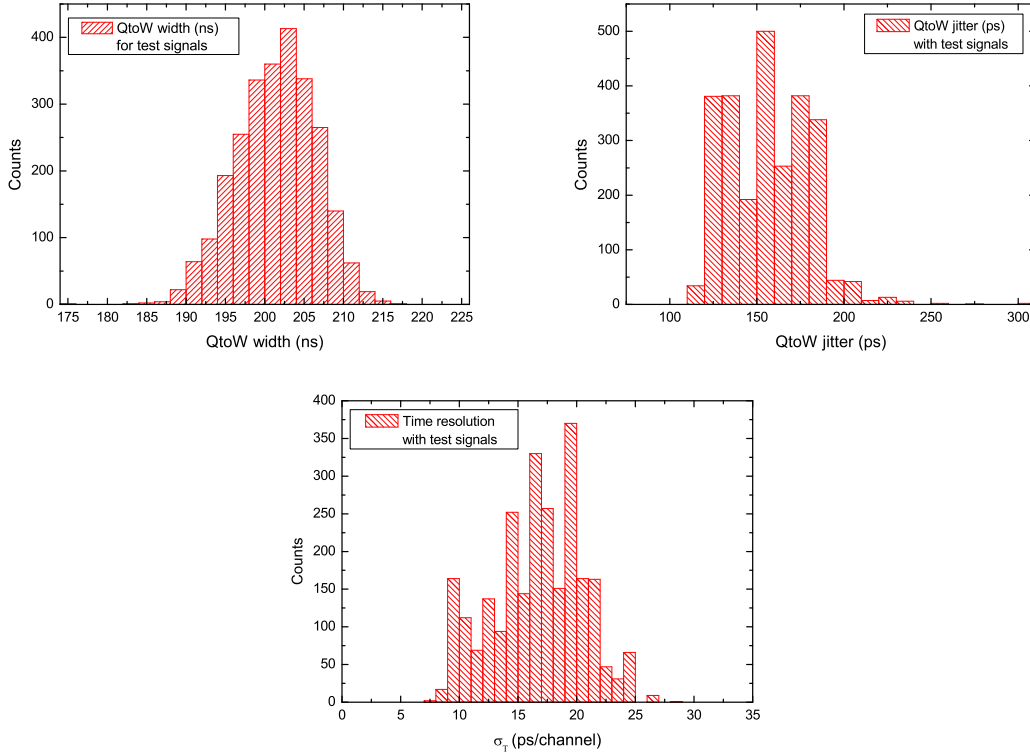 QtoW width (ns)
for test signals
400
300
200
100
0
Counts
175 180 185 190 195 200 205 210 215 220 225
QtoW width (ns)
QtoW jitter (ps)
with test signals
500
400
300
200
100
0
Counts
100 150 200 250 300
QtoW jitter (ps)
Time resolution
with test signals
400
350
300
250
200
150
100
50
0
Counts
0 5 10 15 20 25 30 35
σT (ps/channel)